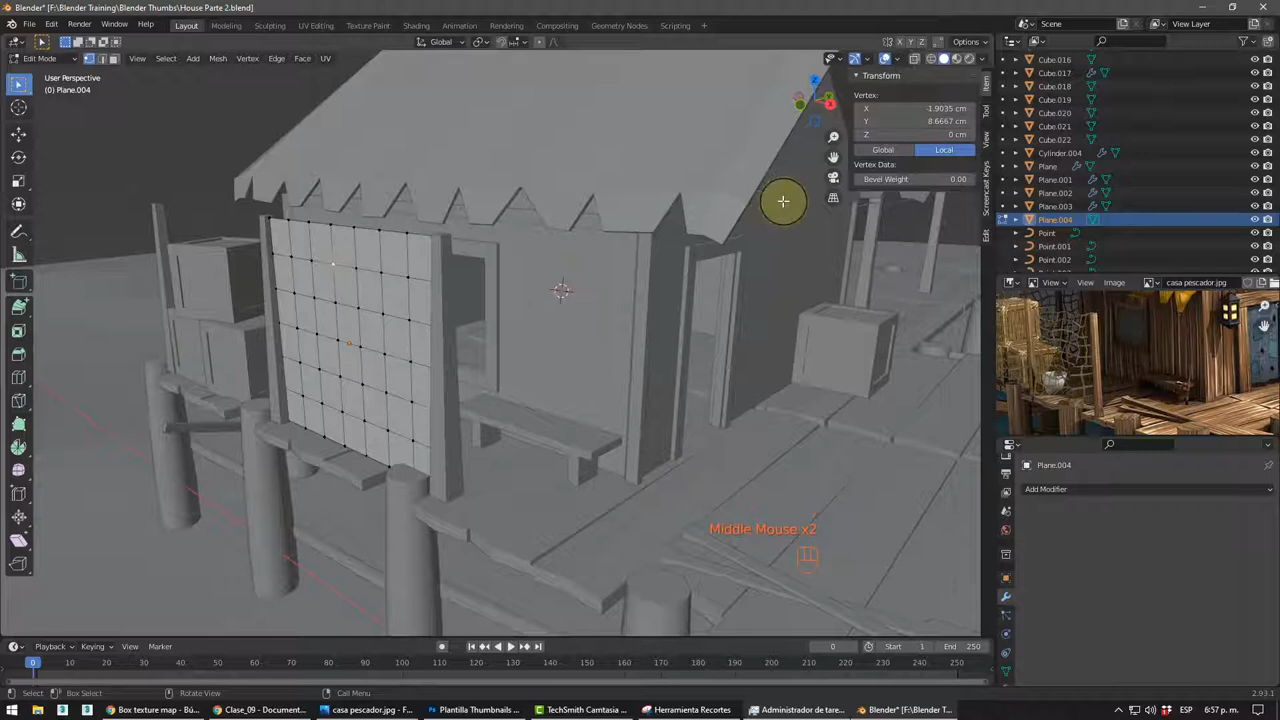 Blender* [F:\Blender Training\Blender Thumbs\House Parte 2.blend]
File Edit Render Window Help Layout Modeling Sculpting UV Editing Texture Paint Shading Animation Rendering Compositing Geometry Nodes Scripting + Scene View Layer
Global X Y Z Options
Edit Mode View Select Add Mesh Vertex Edge Face UV
User Perspective
(0) Plane.004
Transform
Vertex:
X -1.9035 cm
Y 8.6667 cm
Z 0 cm
Global Local
Vertex Data:
Bevel Weight 0.00
Item
Tool
View
Screencast Keys
Edit
Z
X
Cube.016
Cube.017
Cube.018
Cube.019
Cube.020
Cube.021
Cube.022
Cylinder.004
Plane
Plane.001
Plane.002
Plane.003
Plane.004
Point
Point.001
Point.002
View View Image casa pescador.jpg
Plane.004
Add Modifier
Middle Mouse x2
Playback Keying View Marker 0 Start 1 End 250
0 10 20 30 40 50 60 70 80 90 100 110 120 130 140 150 160 170 180 190 200 210 220 230 240 250
Select Box Select Rotate View Call Menu 2.93.1
Box texture map - Bú... Clase_09 - Document... casa pescador.jpg - F... Plantilla Thumbnails ... TechSmith Camtasia ... Herramienta Recortes Administrador de tare... Blender* [F:\Blender T... ESP 6:57 p. m.